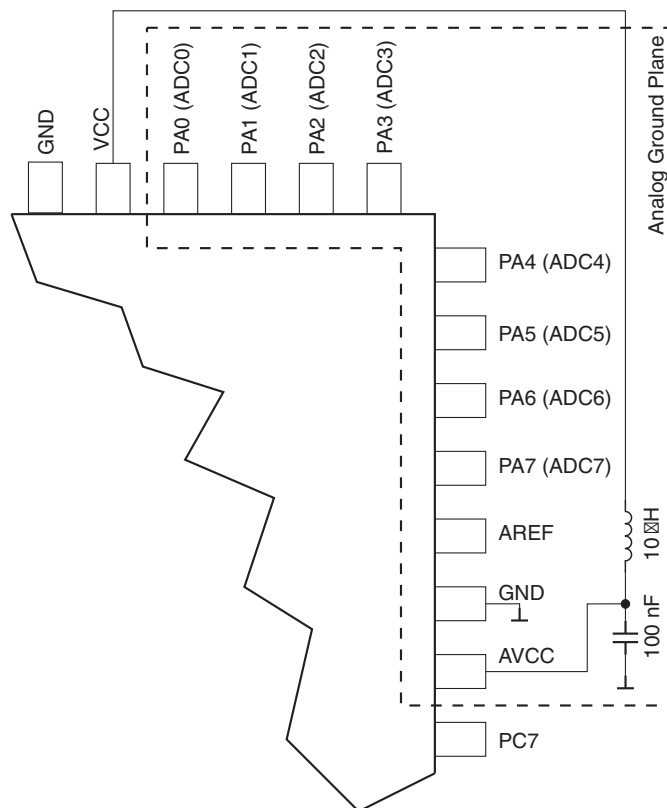 GND
VCC
PA0 (ADC0)
PA1 (ADC1)
PA2 (ADC2)
PA3 (ADC3)
Analog Ground Plane
PA4 (ADC4)
PA5 (ADC5)
PA6 (ADC6)
PA7 (ADC7)
AREF
10 H
GND
AVCC
100 nF
PC7